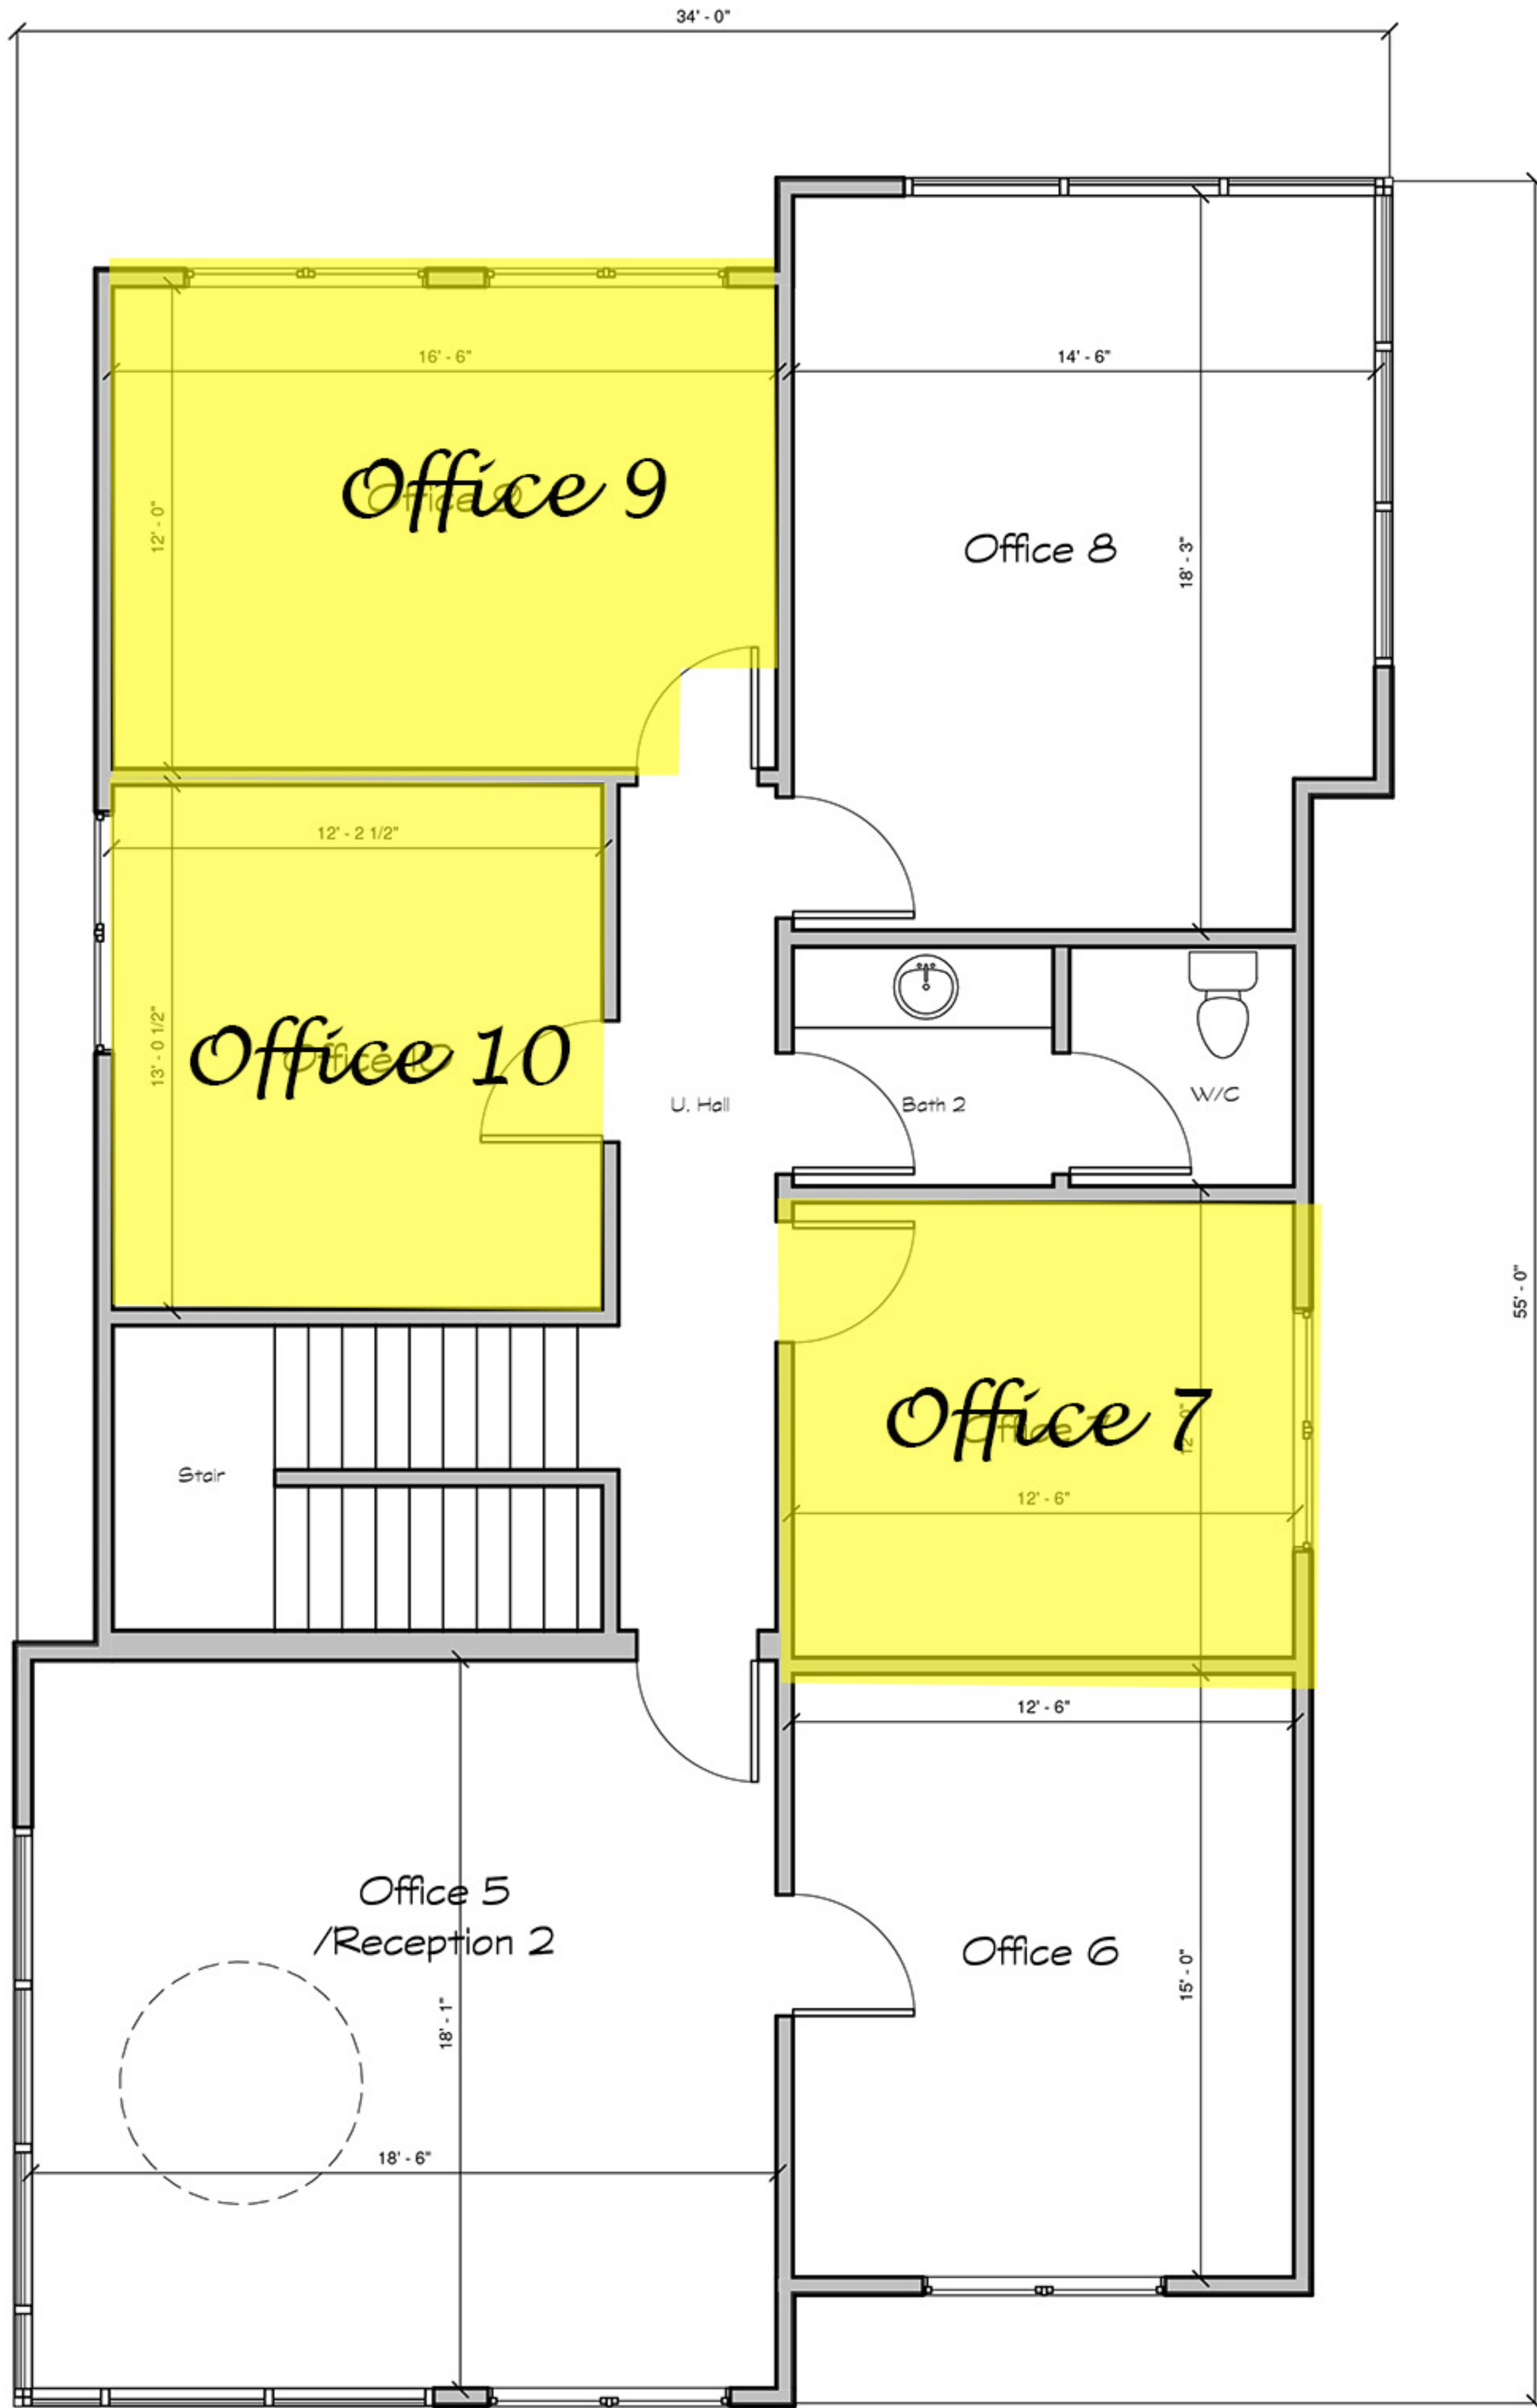 34' - 0"
16' - 6"
14' - 6"
Office 9
12' - 0"
Office 8
18' - 3"
12' - 2 1/2"
13' - 0 1/2"
Office 10
U. Hall
Bath 2
W/C
55' - 0"
Office 7
12' - 0"
12' - 6"
Stair
12' - 6"
Office 5
/Reception 2
Office 6
15' - 0"
18' - 1"
18' - 6"